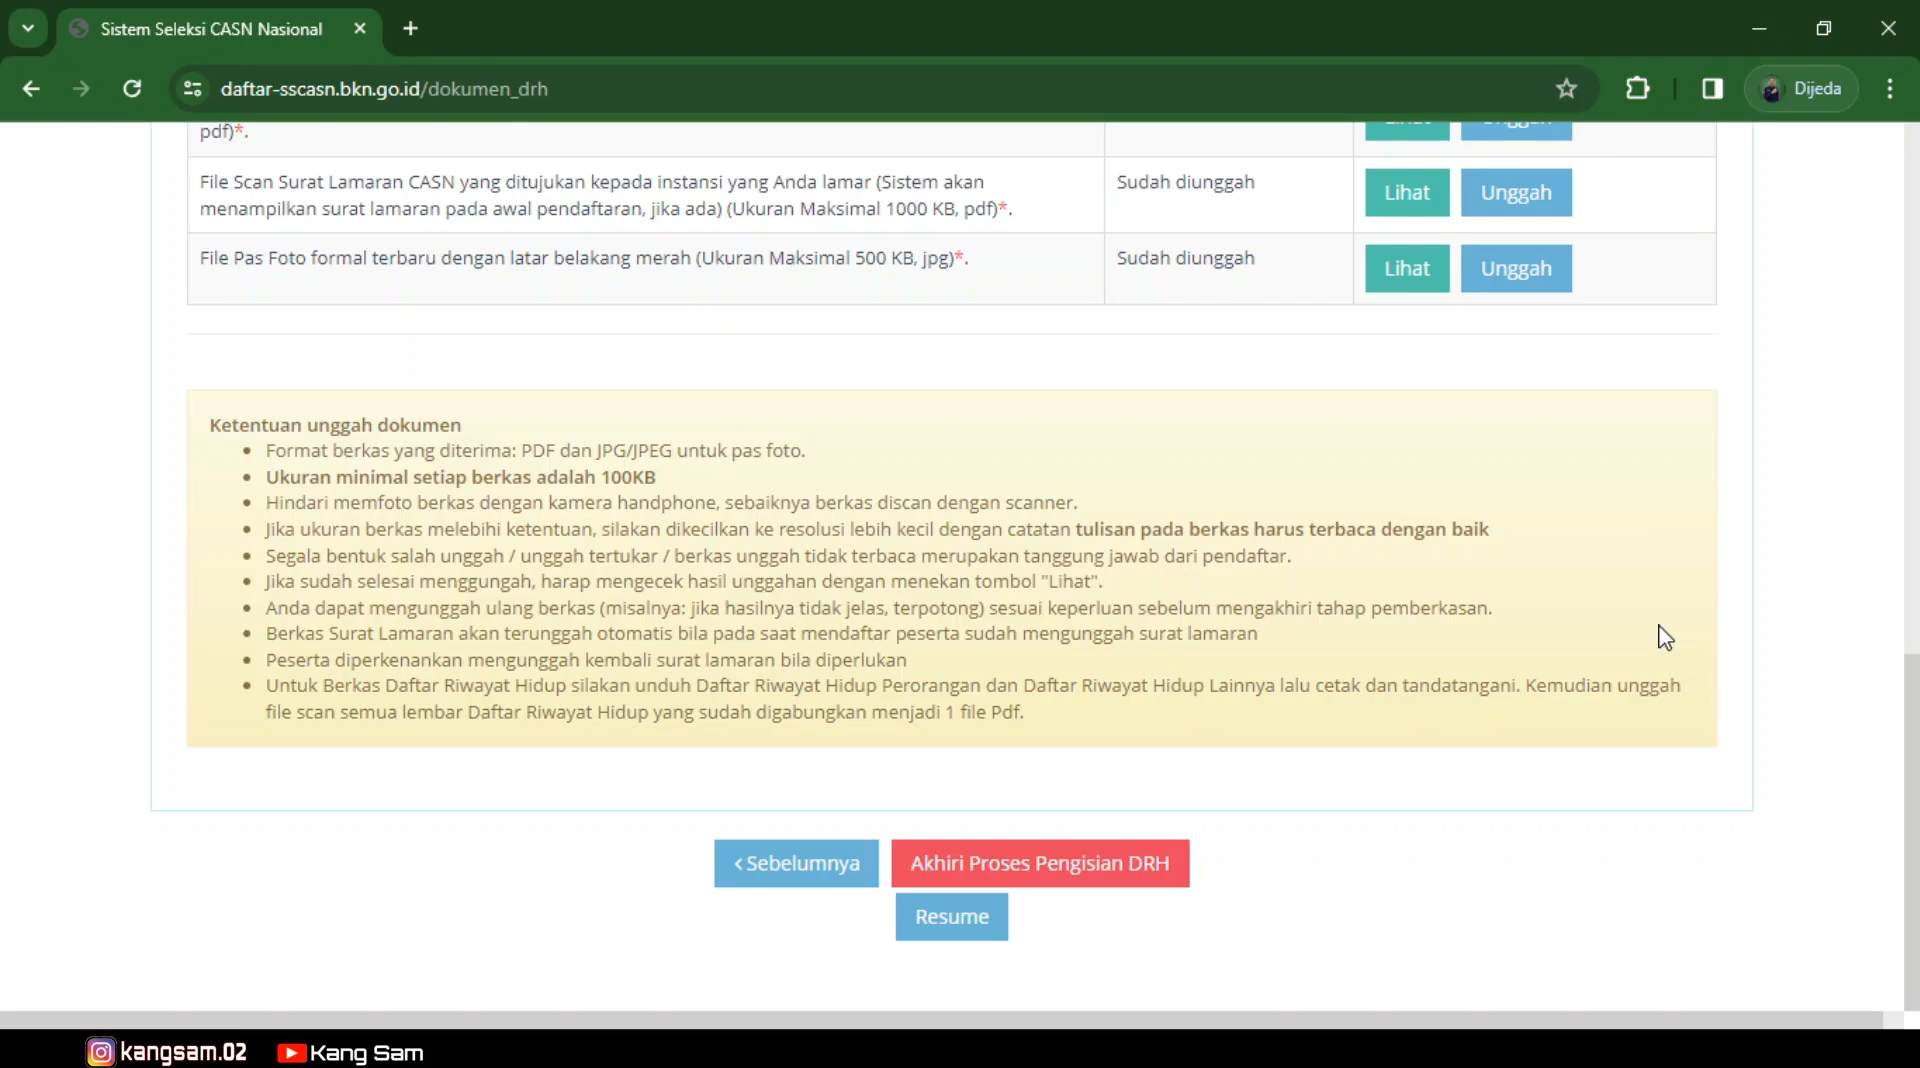 Sistem Seleksi CASN Nasional
daftar-sscasn.bkn.go.id/dokumen_drh
Dijeda
pdf)*.
Lihat Unggah
File Scan Surat Lamaran CASN yang ditujukan kepada instansi yang Anda lamar (Sistem akan
menampilkan surat lamaran pada awal pendaftaran, jika ada) (Ukuran Maksimal 1000 KB, pdf)*.
Sudah diunggah
Lihat Unggah
File Pas Foto formal terbaru dengan latar belakang merah (Ukuran Maksimal 500 KB, jpg)*.
Sudah diunggah
Lihat Unggah
Ketentuan unggah dokumen
Format berkas yang diterima: PDF dan JPG/JPEG untuk pas foto.
Ukuran minimal setiap berkas adalah 100KB
Hindari memfoto berkas dengan kamera handphone, sebaiknya berkas discan dengan scanner.
Jika ukuran berkas melebihi ketentuan, silakan dikecilkan ke resolusi lebih kecil dengan catatan tulisan pada berkas harus terbaca dengan baik
Segala bentuk salah unggah / unggah tertukar / berkas unggah tidak terbaca merupakan tanggung jawab dari pendaftar.
Jika sudah selesai menggungah, harap mengecek hasil unggahan dengan menekan tombol "Lihat".
Anda dapat mengunggah ulang berkas (misalnya: jika hasilnya tidak jelas, terpotong) sesuai keperluan sebelum mengakhiri tahap pemberkasan.
Berkas Surat Lamaran akan terunggah otomatis bila pada saat mendaftar peserta sudah mengunggah surat lamaran
Peserta diperkenankan mengunggah kembali surat lamaran bila diperlukan
Untuk Berkas Daftar Riwayat Hidup silakan unduh Daftar Riwayat Hidup Perorangan dan Daftar Riwayat Hidup Lainnya lalu cetak dan tandatangani. Kemudian unggah
file scan semua lembar Daftar Riwayat Hidup yang sudah digabungkan menjadi 1 file Pdf.
‹ Sebelumnya
Akhiri Proses Pengisian DRH
Resume
kangsam.02
Kang Sam